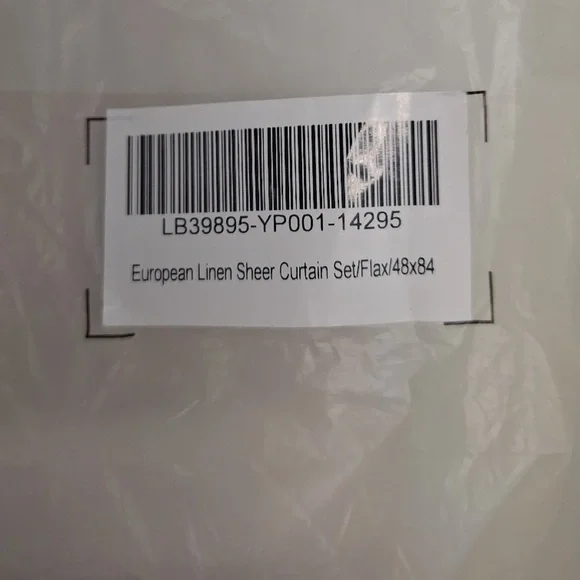 LB39895-YP001-14295
European Linen Sheer Curtain Set/Flax/48x84